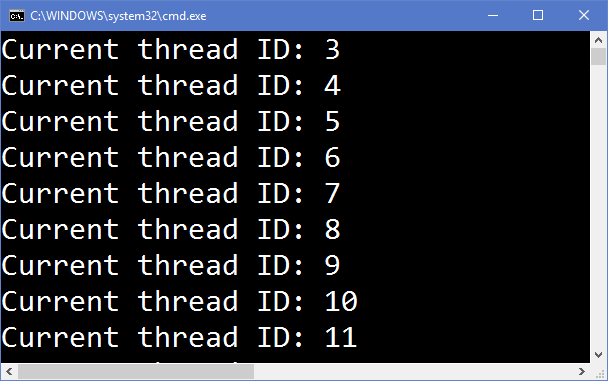 C:\WINDOWS\system32\cmd.exe
Current thread ID: 3
Current thread ID: 4
Current thread ID: 5
Current thread ID: 6
Current thread ID: 7
Current thread ID: 8
Current thread ID: 9
Current thread ID: 10
Current thread ID: 11